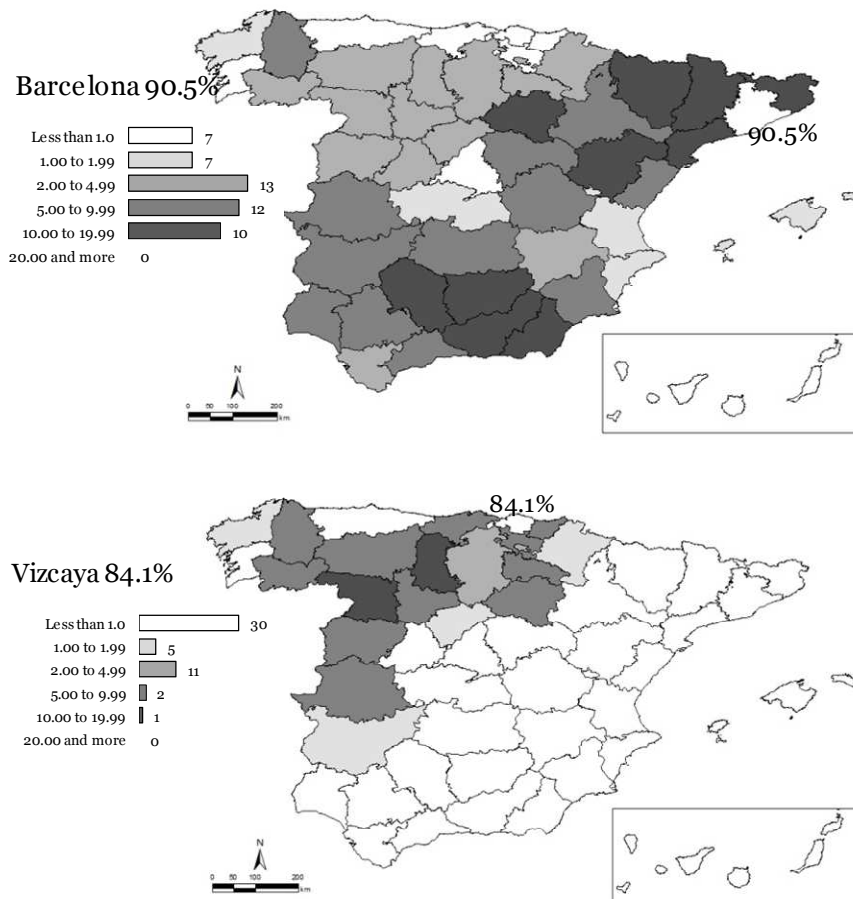 Barcelona 90.5%
Less than 1.0 7
1.00 to 1.99 7
2.00 to 4.99 13
5.00 to 9.99 12
10.00 to 19.99 10
20.00 and more 0
90.5%
N
0 50 100 200
km
84.1%
Vizcaya 84.1%
Less than 1.0 30
1.00 to 1.99 5
2.00 to 4.99 11
5.00 to 9.99 2
10.00 to 19.99 1
20.00 and more 0
N
0 50 100 200
km